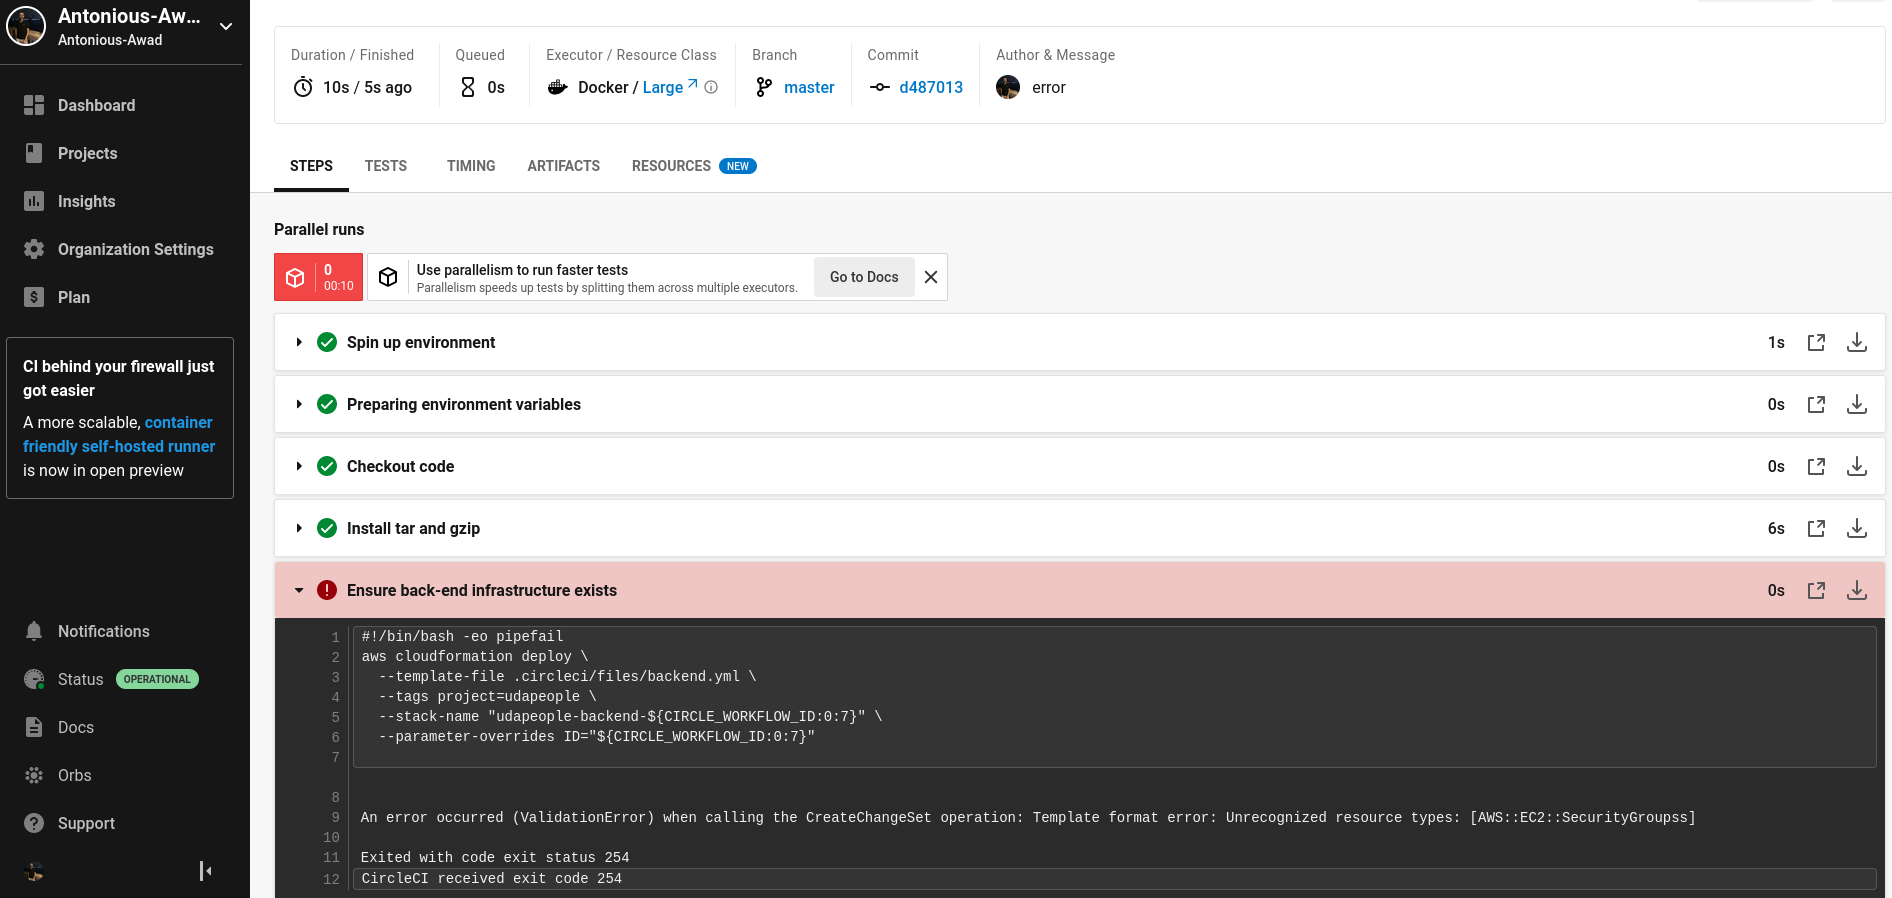 Antonious-Aw...
Antonious-Awad
Dashboard
Projects
Insights
Organization Settings
Plan
CI behind your firewall just
got easier
A more scalable, container
friendly self-hosted runner
is now in open preview
Notifications
Status OPERATIONAL
Docs
Orbs
Support
Duration / Finished
10s / 5s ago
Queued
0s
Executor / Resource Class
Docker / Large
Branch
master
Commit
d487013
Author & Message
error
STEPS TESTS TIMING ARTIFACTS RESOURCES NEW
Parallel runs
0
00:10
Use parallelism to run faster tests
Parallelism speeds up tests by splitting them across multiple executors.
Go to Docs
Spin up environment 1s
Preparing environment variables 0s
Checkout code 0s
Install tar and gzip 6s
Ensure back-end infrastructure exists 0s
1 #!/bin/bash -eo pipefail
2 aws cloudformation deploy \
3 --template-file .circleci/files/backend.yml \
4 --tags project=udapeople \
5 --stack-name "udapeople-backend-${CIRCLE_WORKFLOW_ID:0:7}" \
6 --parameter-overrides ID="${CIRCLE_WORKFLOW_ID:0:7}"
7
8
9 An error occurred (ValidationError) when calling the CreateChangeSet operation: Template format error: Unrecognized resource types: [AWS::EC2::SecurityGroupss]
10
11 Exited with code exit status 254
12 CircleCI received exit code 254